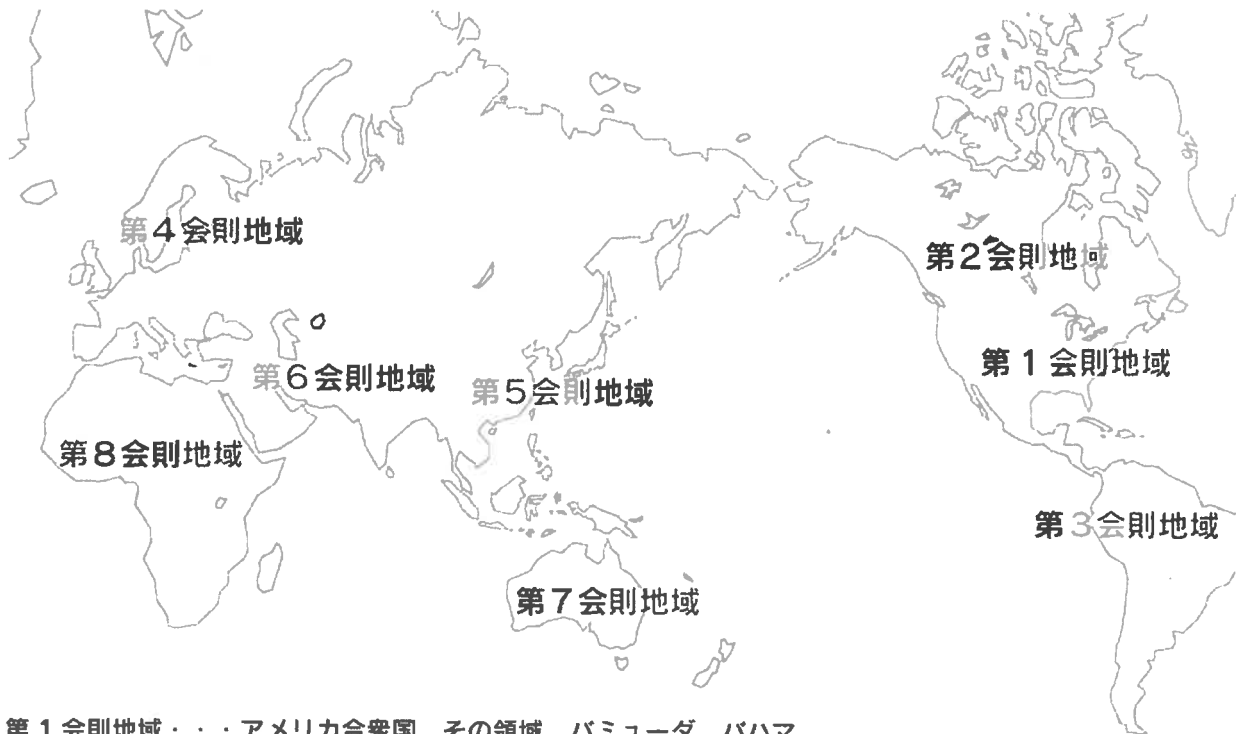 第4会則地域
第2会則地域
第1会則地域
第6会則地域
第5会則地域
第8会則地域
第3会則地域
第7会則地域
第1会則地域・・・アメリカ合衆国 その領域 バミューダ バハマ